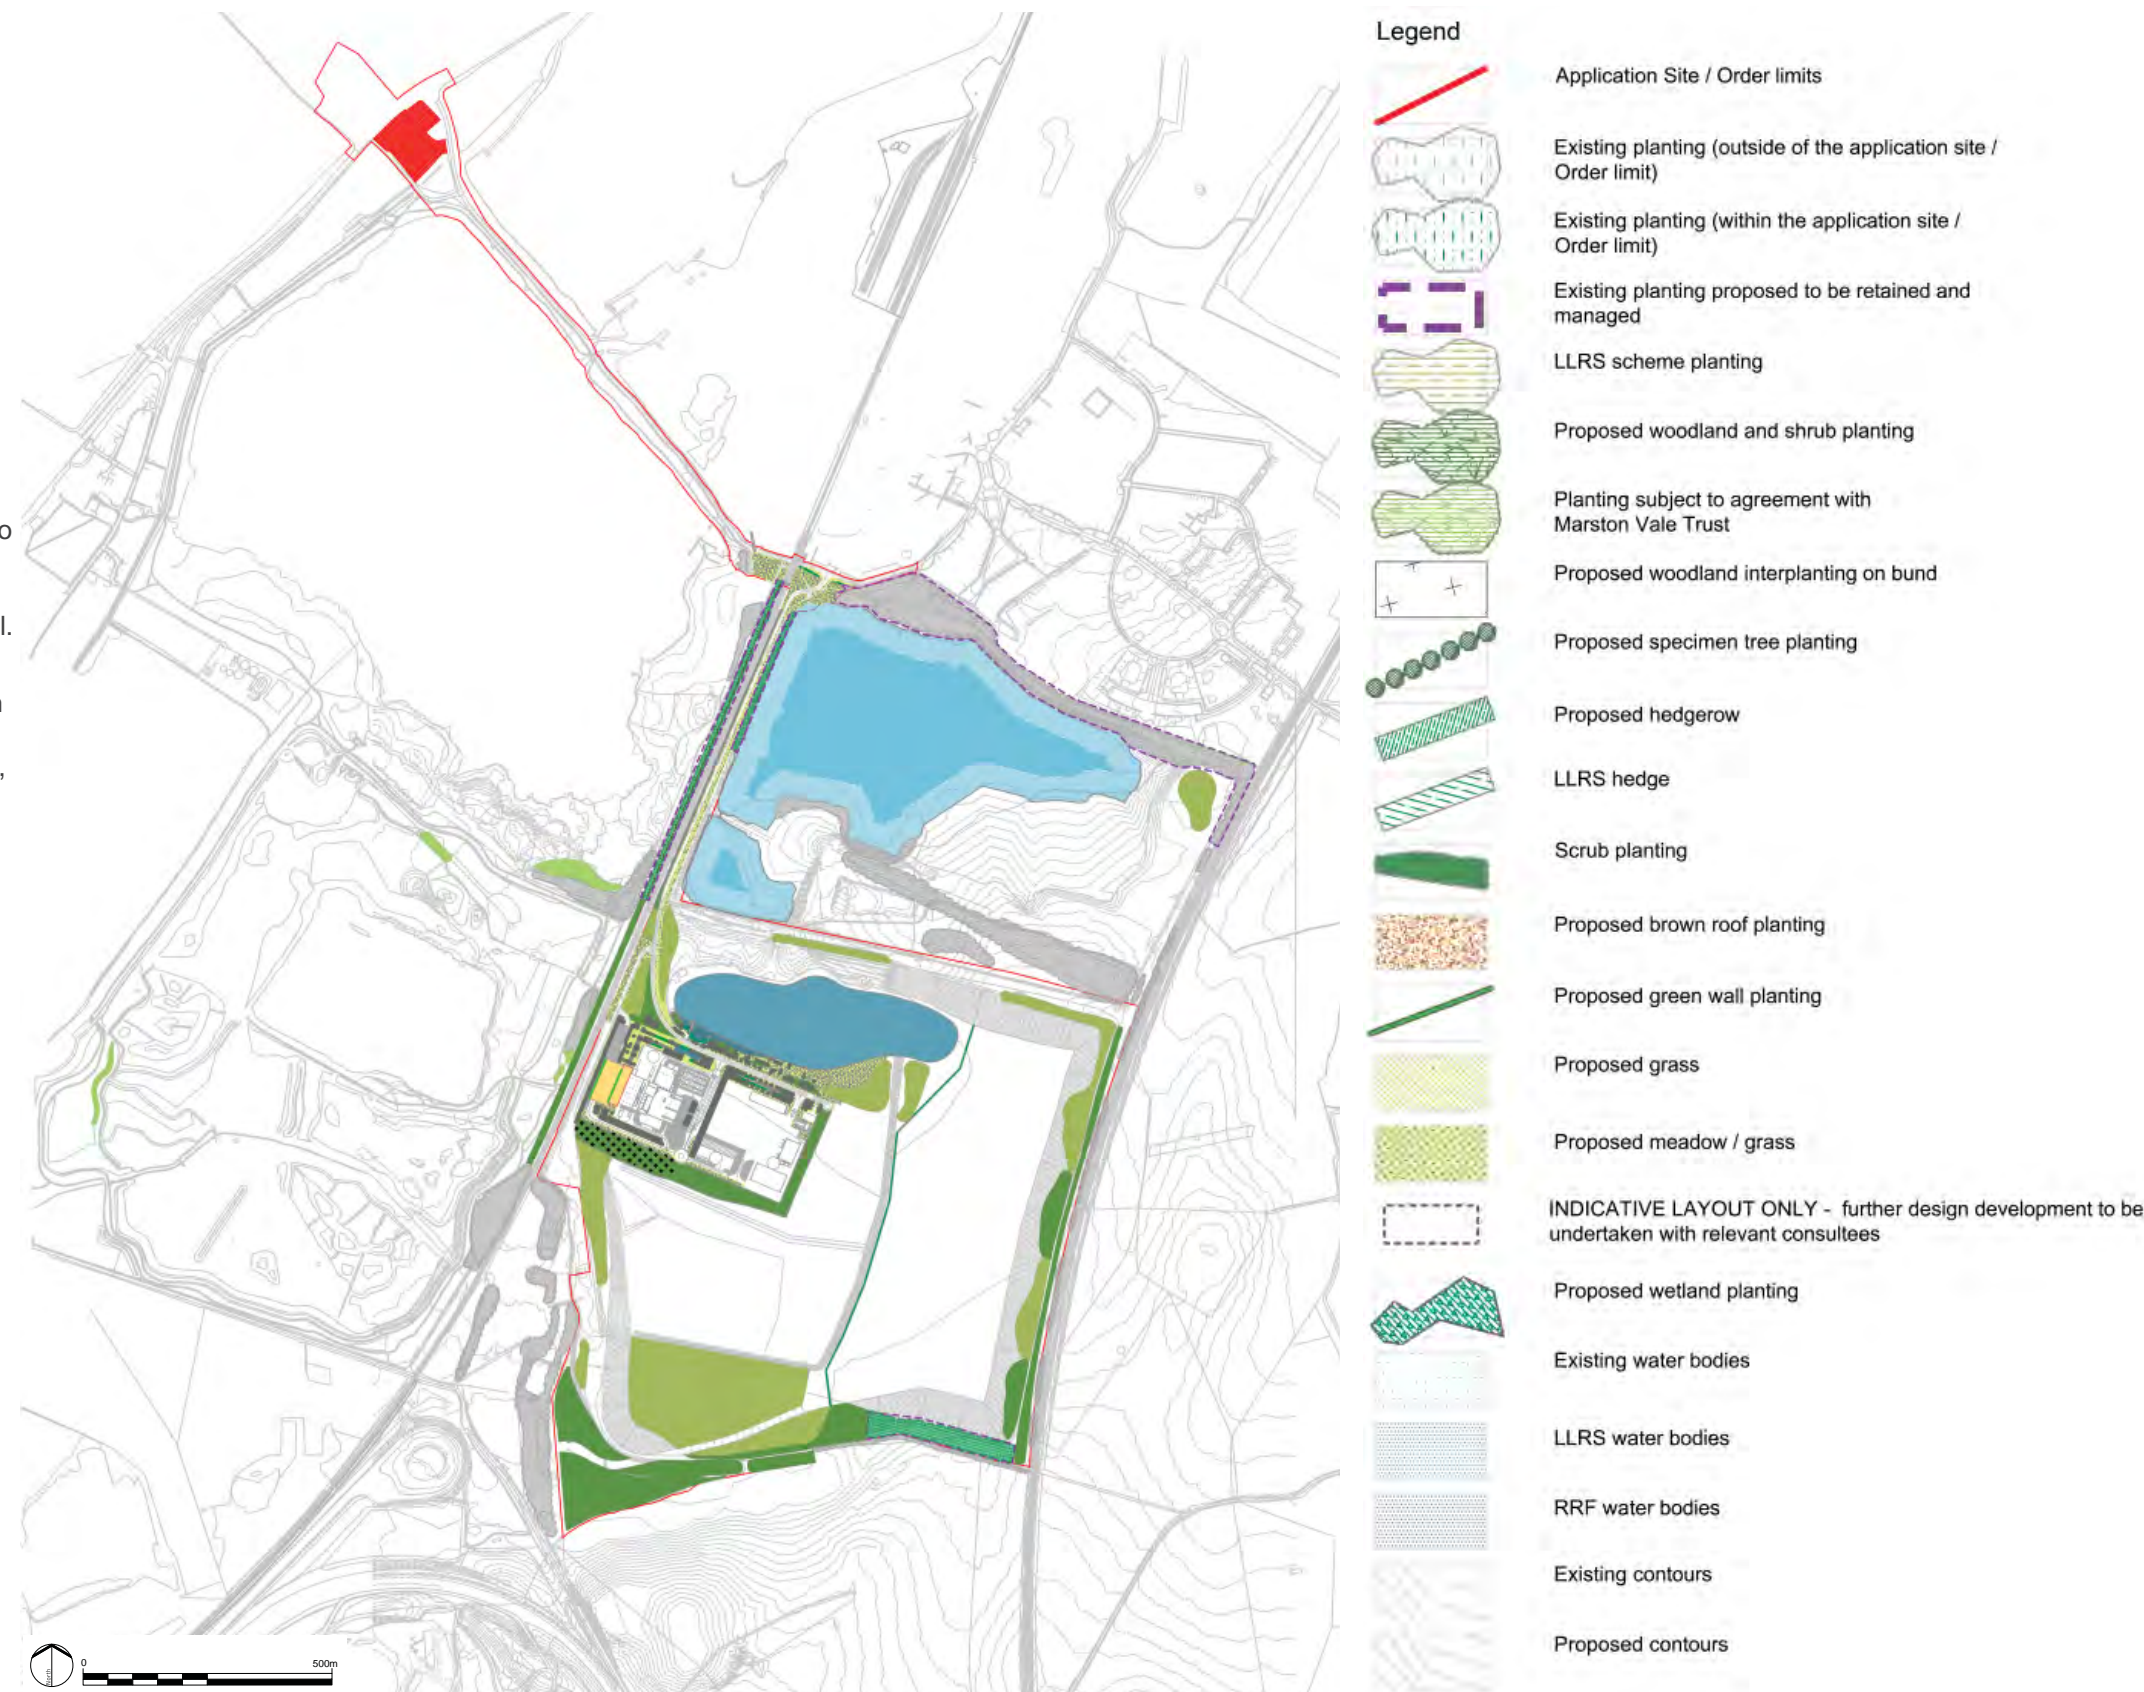 o
l.
n
,
Legend
Application Site / Order limits
Existing planting (outside of the application site /
Order limit)
Existing planting (within the application site /
Order limit)
Existing planting proposed to be retained and
managed
LLRS scheme planting
Proposed woodland and shrub planting
Planting subject to agreement with
Marston Vale Trust
Proposed woodland interplanting on bund
Proposed specimen tree planting
Proposed hedgerow
LLRS hedge
Scrub planting
Proposed brown roof planting
Proposed green wall planting
Proposed grass
Proposed meadow / grass
INDICATIVE LAYOUT ONLY - further design development to be
undertaken with relevant consultees
Proposed wetland planting
Existing water bodies
LLRS water bodies
RRF water bodies
Existing contours
Proposed contours
north
0
500m